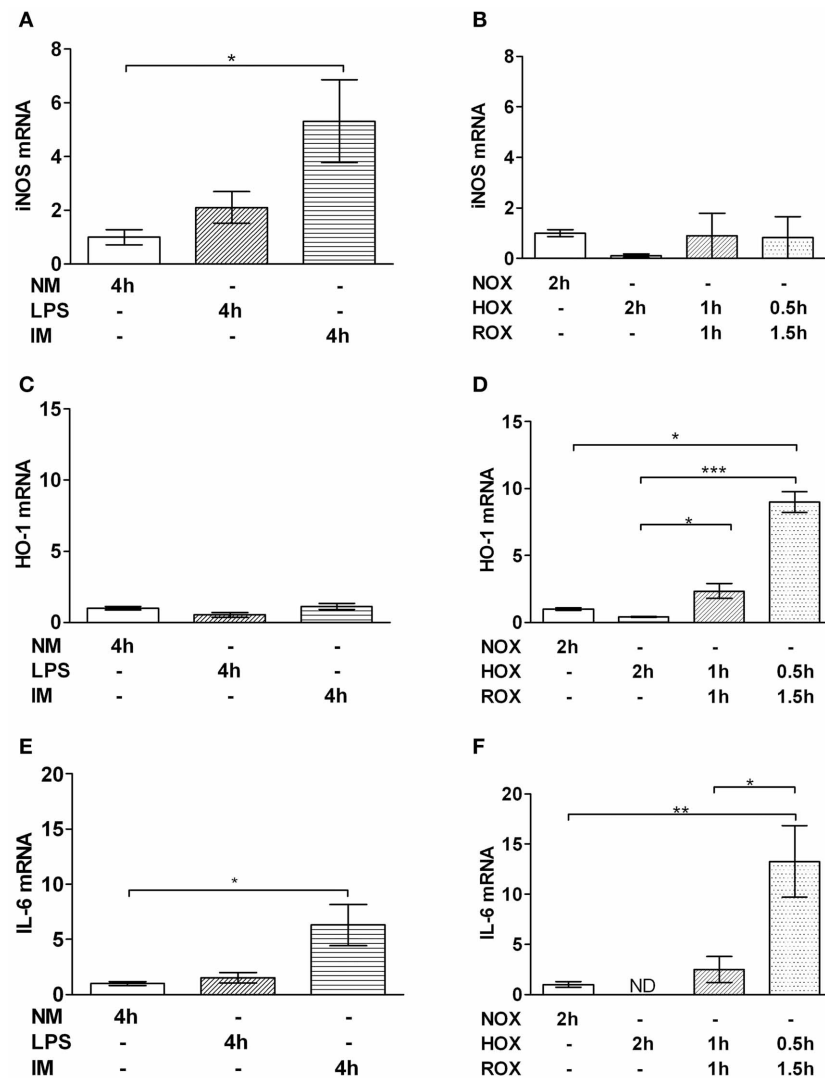 A
iNOS mRNA
8
6
4
2
0
*
NM 4h - -
LPS - 4h -
IM - - 4h
B
iNOS mRNA
8
6
4
2
0
NOX 2h - - -
HOX - 2h 1h 0.5h
ROX - - 1h 1.5h
C
HO-1 mRNA
15
10
5
0
NM 4h - -
LPS - 4h -
IM - - 4h
D
HO-1 mRNA
15
10
5
0
*
***
*
NOX 2h - - -
HOX - 2h 1h 0.5h
ROX - - 1h 1.5h
E
IL-6 mRNA
20
15
10
5
0
*
NM 4h - -
LPS - 4h -
IM - - 4h
F
IL-6 mRNA
20
15
10
5
0
*
**
ND
NOX 2h - - -
HOX - 2h 1h 0.5h
ROX - - 1h 1.5h